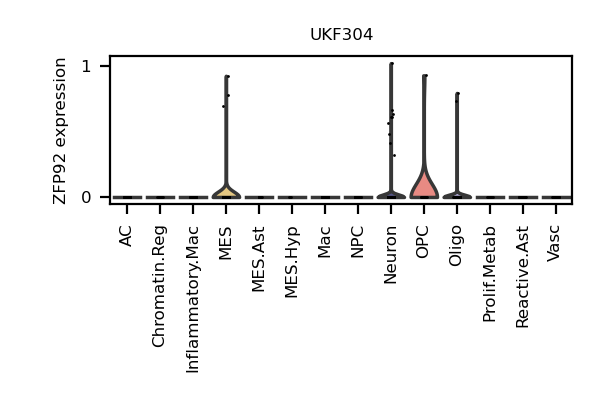 UKF304
ZFP92 expression
1
0
AC
Chromatin.Reg
Inflammatory.Mac
MES
MES.Ast
MES.Hyp
Mac
NPC
Neuron
OPC
Oligo
Prolif.Metab
Reactive.Ast
Vasc